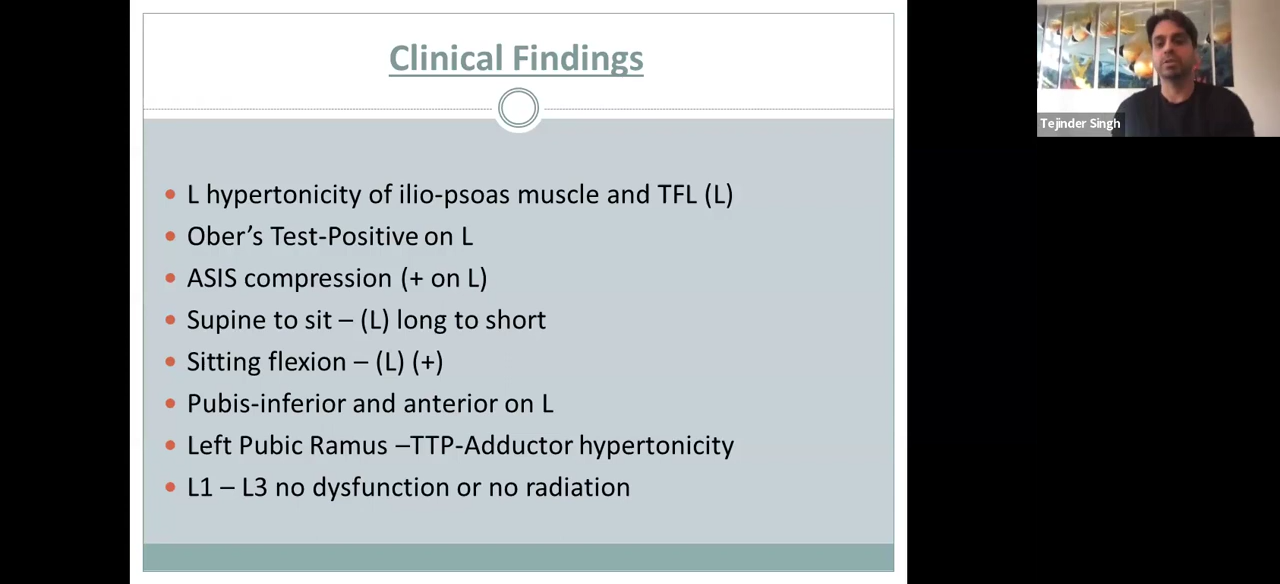 Clinical Findings
L hypertonicity of ilio-psoas muscle and TFL (L)
Ober's Test-Positive on L
ASIS compression (+ on L)
Supine to sit – (L) long to short
Sitting flexion – (L) (+)
Pubis-inferior and anterior on L
Left Pubic Ramus –TTP-Adductor hypertonicity
L1 – L3 no dysfunction or no radiation
Tejinder Singh